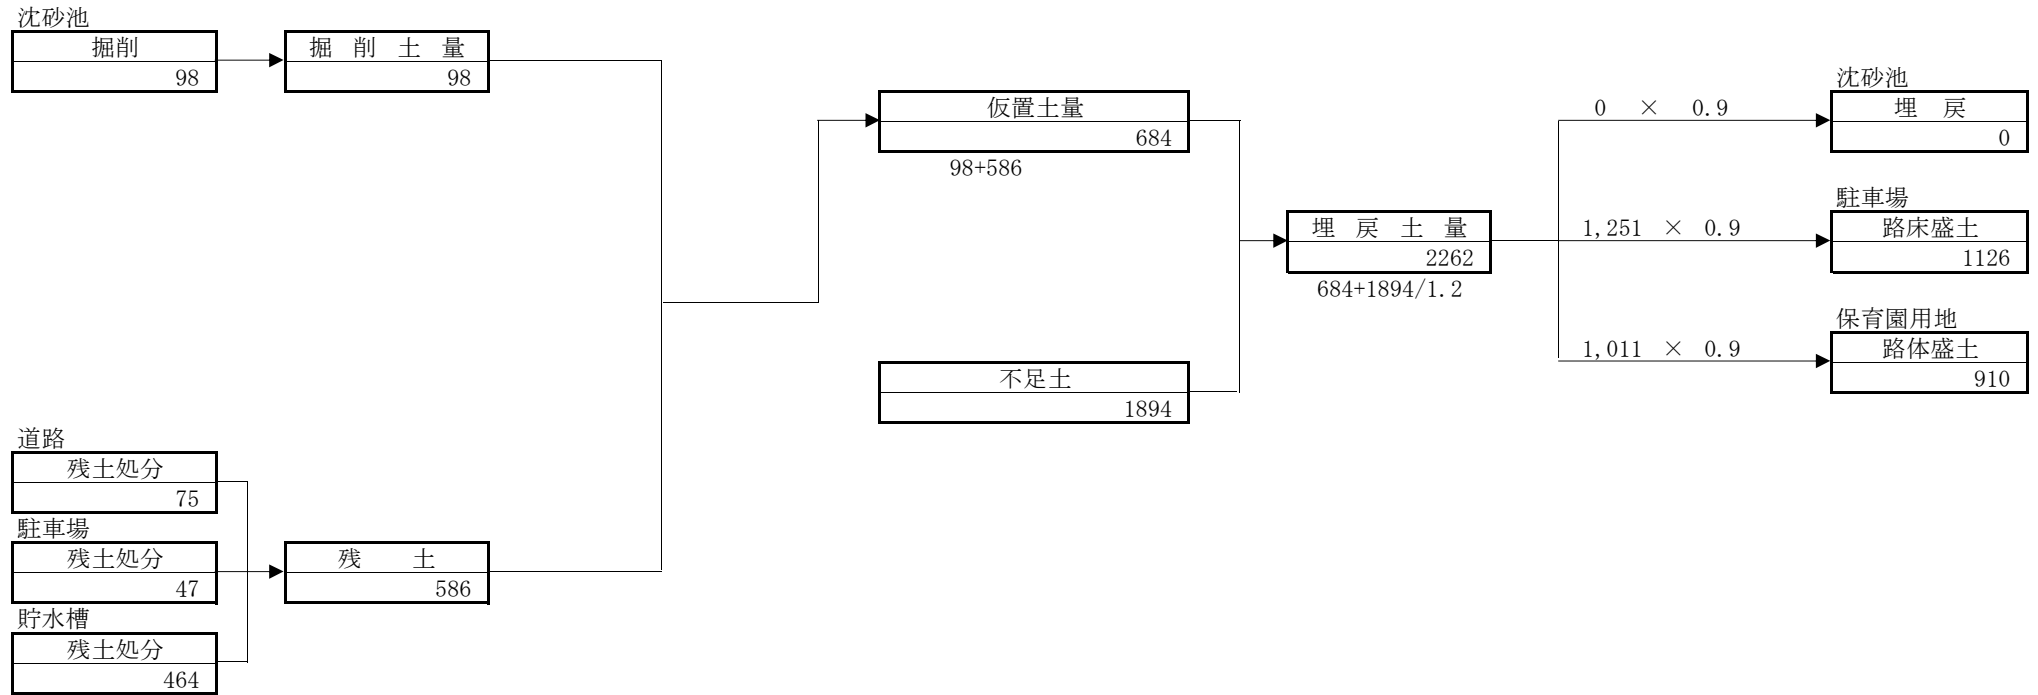 沈砂池
掘削
98
掘 削 土 量
98
仮置土量
684
98+586
沈砂池
0 × 0.9
埋 戻
0
駐車場
埋 戻 土 量
2262
684+1894/1.2
1,251 × 0.9
路床盛土
1126
保育園用地
1,011 × 0.9
路体盛土
910
不足土
1894
道路
残土処分
75
駐車場
残土処分
47
残 土
586
貯水槽
残土処分
464